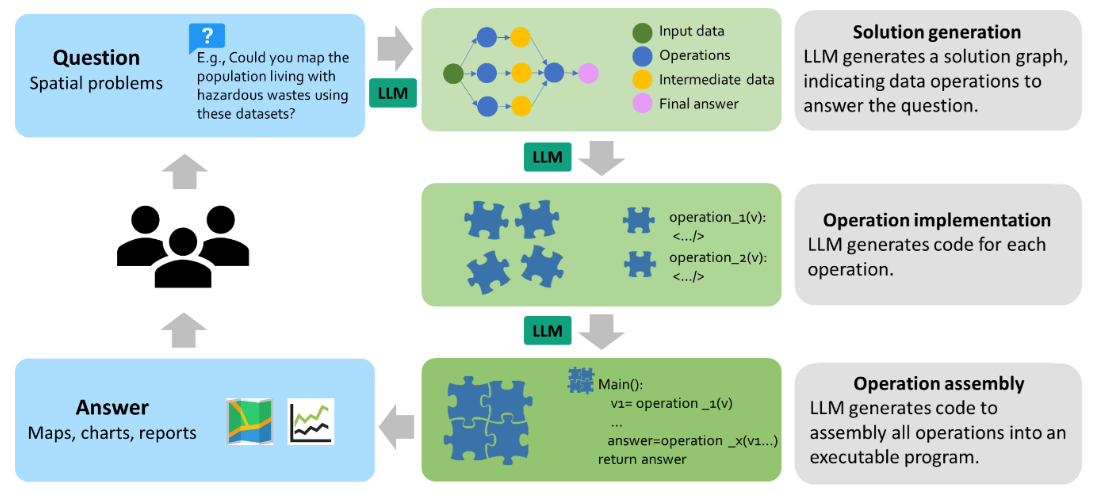 Question
Spatial problems
?
E.g., Could you map the
population living with
hazardous wastes using
these datasets?
LLM
Input data
Operations
Intermediate data
Final answer
Solution generation
LLM generates a solution graph,
indicating data operations to
answer the question.
LLM
operation_1(v):
<.../>
operation_2(v):
<.../>
Operation implementation
LLM generates code for each
operation.
LLM
Answer
Maps, charts, reports
Main():
v1= operation _1(v)
...
answer=operation _x(v1...)
return answer
Operation assembly
LLM generates code to
assembly all operations into an
executable program.